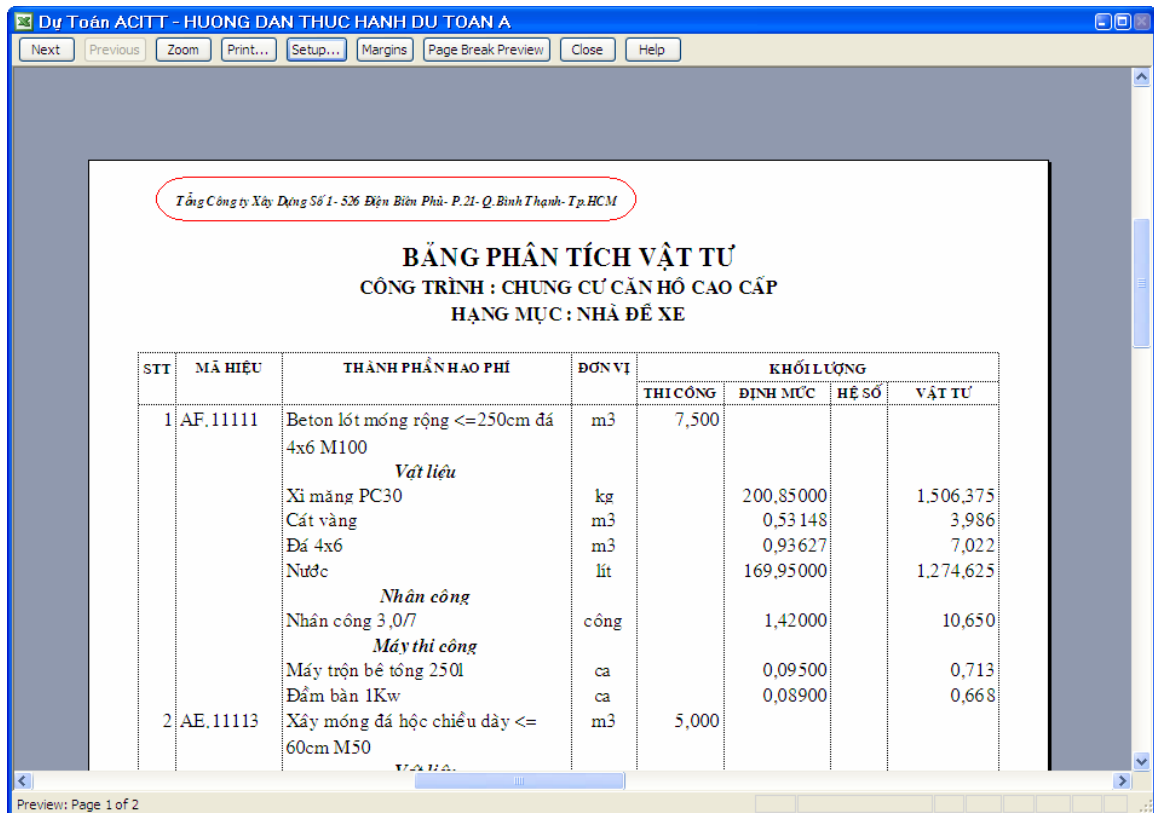 Dự Toán ACITT - HUONG DAN THUC HANH DU TOAN A
Next Previous Zoom Print... Setup... Margins Page Break Preview Close Help
Tổng Công ty Xây Dựng Số 1- 526 Điện Biên Phủ- P.21- Q.Bình Thạnh- Tp.HCM
BẢNG PHÂN TÍCH VẬT TƯ
CÔNG TRÌNH : CHUNG CƯ CĂN HỘ CAO CẤP
HẠNG MỤC : NHÀ ĐỂ XE
STT MÃ HIỆU THÀNH PHẦN HAO PHÍ ĐƠN VỊ KHỐI LƯỢNG
THI CÔNG ĐỊNH MỨC HỆ SỐ VẬT TƯ
1 AF.11111 Beton lót móng rộng <=250cm đá m3 7,500
4x6 M100
Vật liệu
Xi măng PC30 kg 200,85000 1,506,375
Cát vàng m3 0,53148 3,986
Đá 4x6 m3 0,93627 7,022
Nước lít 169,95000 1,274,625
Nhân công
Nhân công 3,0/7 công 1,42000 10,650
Máy thi công
Máy trộn bê tông 250l ca 0,09500 0,713
Đầm bàn 1Kw ca 0,08900 0,668
2 AE.11113 Xây móng đá hộc chiều dày <= m3 5,000
60cm M50
Vật liệu
Preview: Page 1 of 2